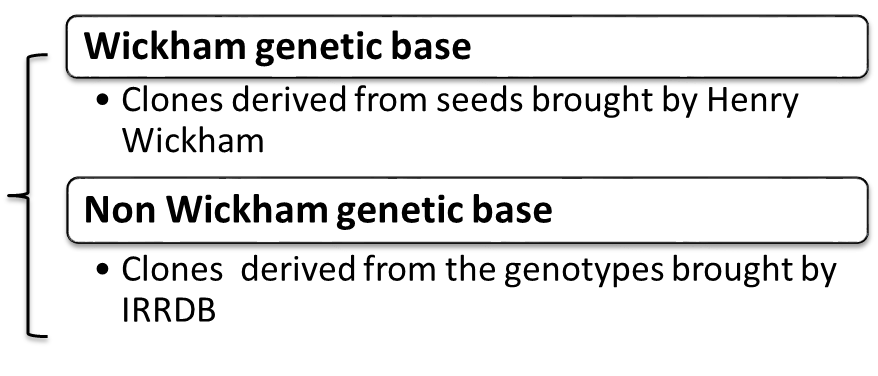 Wickham genetic base
• Clones derived from seeds brought by Henry
Wickham
Non Wickham genetic base
• Clones  derived from the genotypes brought by
IRRDB